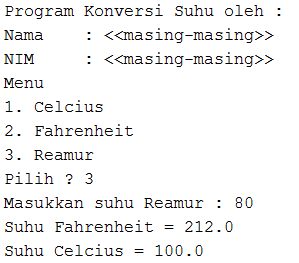 Program Konversi Suhu oleh :
Nama    : <<masing-masing>>
NIM     : <<masing-masing>>
Menu
1. Celcius
2. Fahrenheit
3. Reamur
Pilih ? 3
Masukkan suhu Reamur : 80
Suhu Fahrenheit = 212.0
Suhu Celcius = 100.0